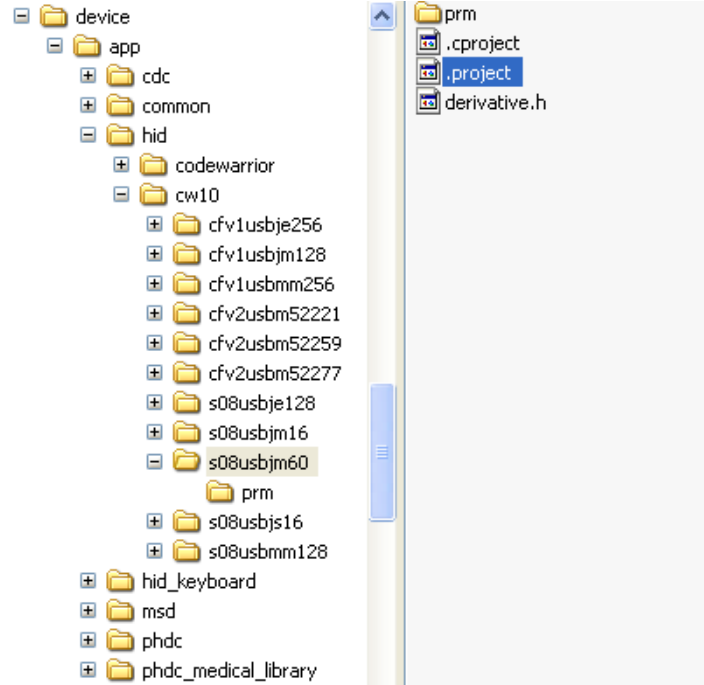 device
app
cdc
common
hid
codewarrior
cw10
cfv1usbje256
cfv1usbjm128
cfv1usbmm256
cfv2usbm52221
cfv2usbm52259
cfv2usbm52277
s08usbje128
s08usbjm16
s08usbjm60
prm
s08usbjs16
s08usbmm128
hid_keyboard
msd
phdc
phdc_medical_library
prm
.cproject
.project
derivative.h